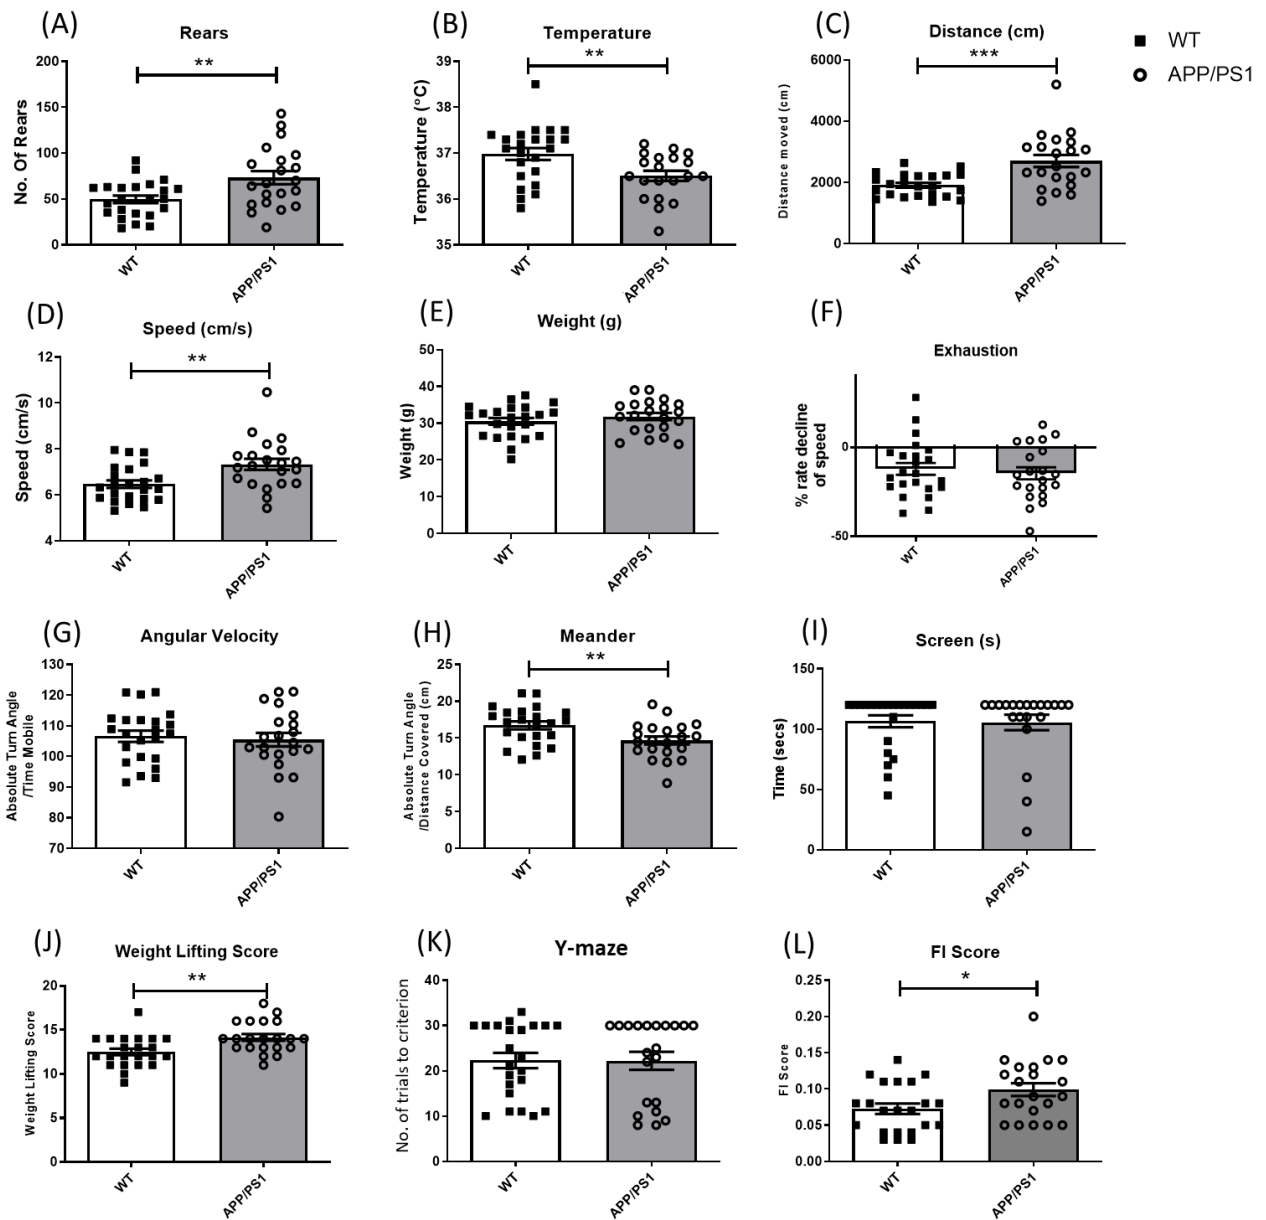 (A)
Rears
**
200
150
100
50
0
No. Of Rears
WT
APP/PS1
(B)
Temperature
**
39
38
37
36
35
Temperature (°C)
WT
APP/PS1
(C)
Distance (cm)
***
6000
4000
2000
0
Distance moved (cm)
WT
APP/PS1
WT
APP/PS1
(D)
Speed (cm/s)
**
12
10
8
6
4
Speed (cm/s)
WT
APP/PS1
(E)
Weight (g)
50
40
30
20
10
0
Weight (g)
WT
APP/PS1
(F)
Exhaustion
0
-50
% rate decline
of speed
WT
APP/PS1
(G)
Angular Velocity
130
120
110
100
90
80
70
Absolute Turn Angle
/Time Mobile
WT
APP/PS1
(H)
Meander
**
25
20
15
10
5
0
Absolute Turn Angle
/Distance Covered (cm)
WT
APP/PS1
(I)
Screen (s)
150
100
50
0
Time (secs)
WT
APP/PS1
(J)
Weight Lifting Score
**
20
15
10
5
0
Weight Lifting Score
WT
APP/PS1
(K)
Y-maze
40
30
20
10
0
No. of trials to criterion
WT
APP/PS1
(L)
FI Score
*
0.25
0.20
0.15
0.10
0.05
0.00
FI Score
WT
APP/PS1